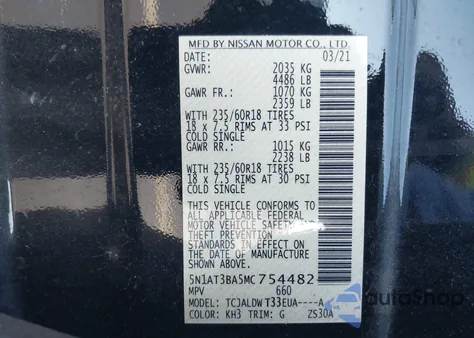 MFD BY NISSAN MOTOR CO., LTD.
DATE: 03/21
GVWR: 2035 KG
4486 LB
GAWR FR.: 1070 KG
2359 LB
WITH 235/60R18 TIRES
18 x 7.5 RIMS AT 33 PSI
COLD SINGLE
GAWR RR.: 1015 KG
2238 LB
WITH 235/60R18 TIRES
18 x 7.5 RIMS AT 30 PSI
COLD SINGLE
THIS VEHICLE CONFORMS TO
ALL APPLICABLE FEDERAL
MOTOR VEHICLE SAFETY AND
THEFT PREVENTION
STANDARDS IN EFFECT ON
THE DATE OF MANUFACTURE
SHOWN ABOVE.
5N1AT3BA5MC754482
MPV 660
MODEL: TCJALDW T33EUA----A
COLOR: KH3 TRIM: G ZS30A
AutoShop